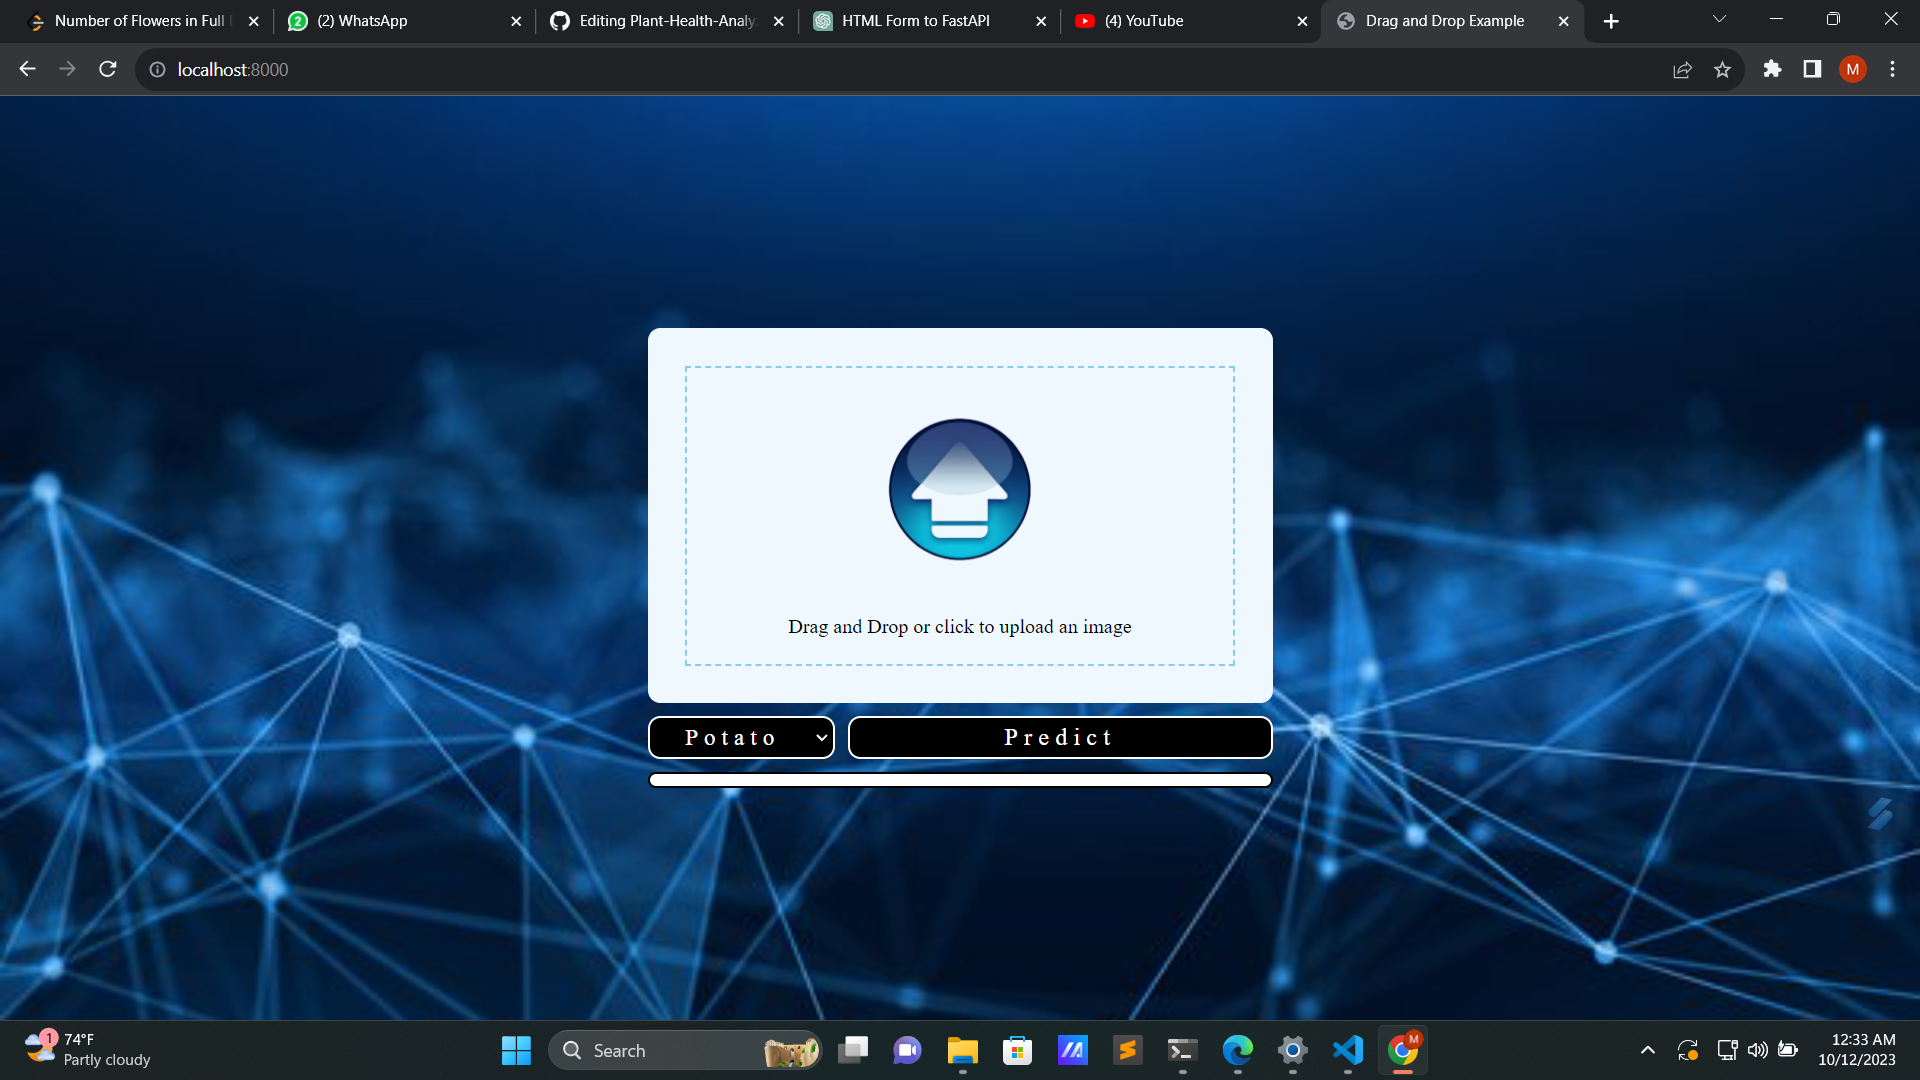 Number of Flowers in Full
(2) WhatsApp
Editing Plant-Health-Analy
HTML Form to FastAPI
(4) YouTube
Drag and Drop Example
localhost:8000
M
Drag and Drop or click to upload an image
Potato
Predict
1
74°F
Partly cloudy
Search
M
12:33 AM
10/12/2023